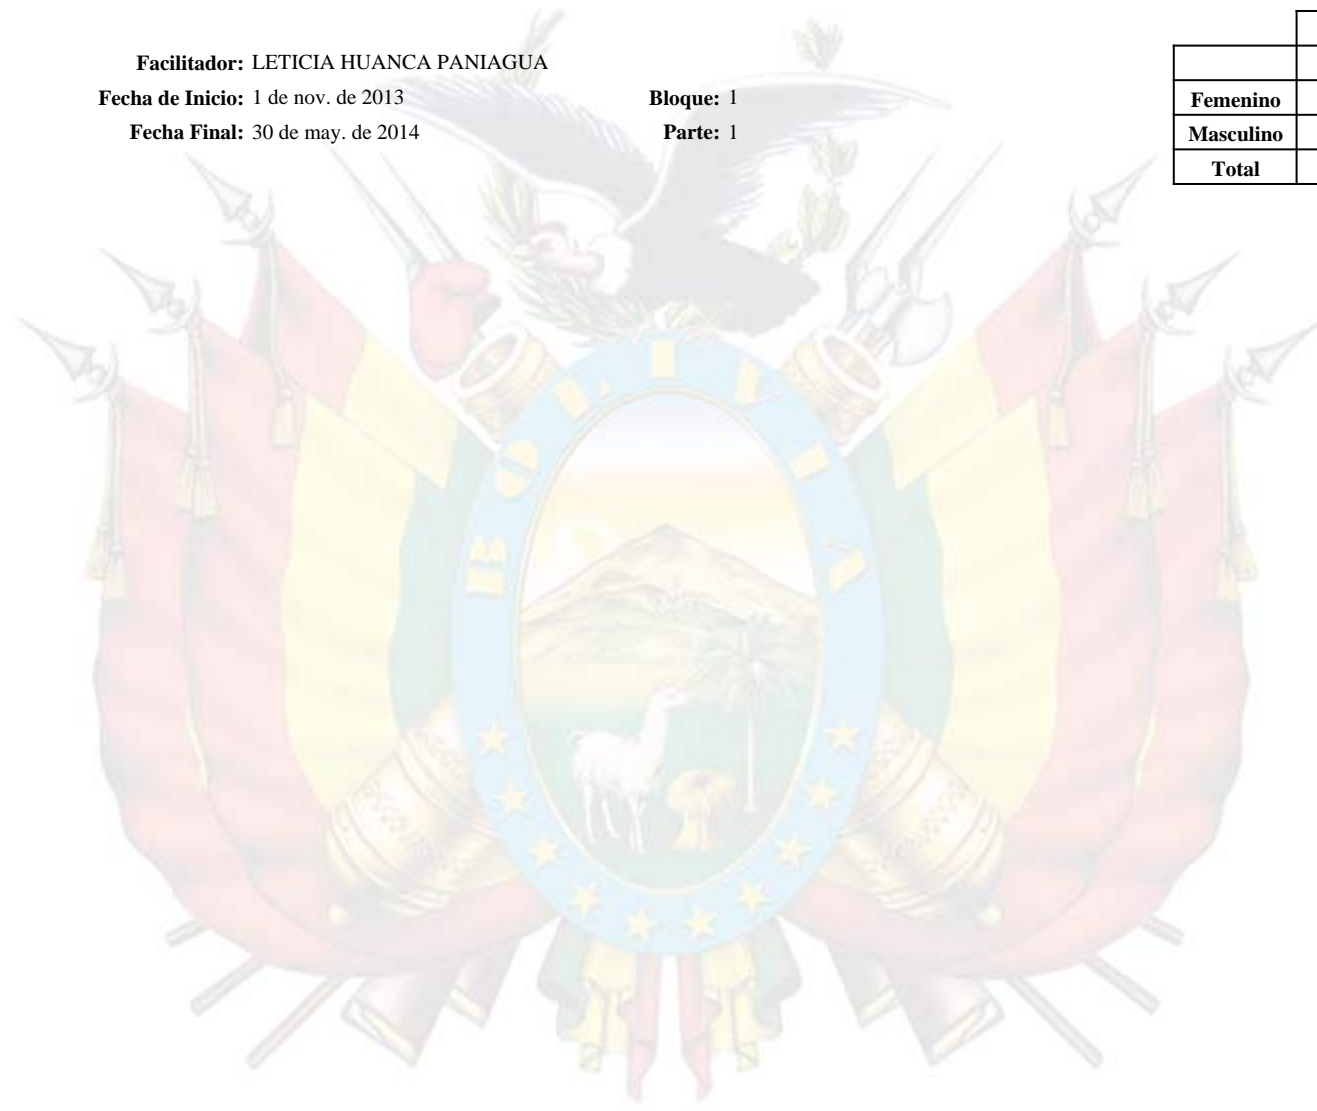 Facilitador: LETICIA HUANCA PANIAGUA
Fecha de Inicio: 1 de nov. de 2013 Bloque: 1
Fecha Final: 30 de may. de 2014 Parte: 1
Femenino
Masculino
Total
BOLIVIA